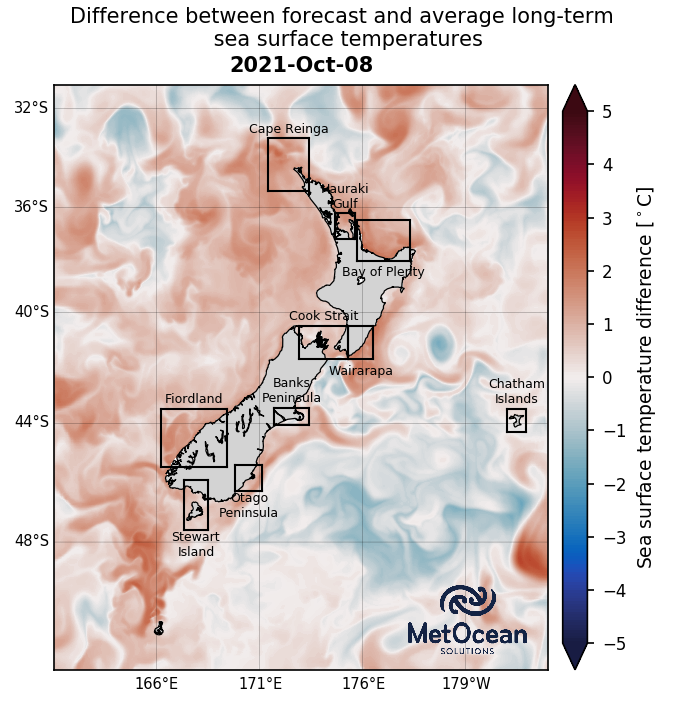 Difference between forecast and average long-term
sea surface temperatures
2021-Oct-08
32°S
36°S
40°S
44°S
48°S
Cape Reinga
Hauraki
Gulf
Bay of Plenty
Cook Strait
Wairarapa
Banks
Peninsula
Fiordland
Chatham
Islands
Otago
Peninsula
Stewart
Island
MetOcean
SOLUTIONS
166°E
171°E
176°E
179°W
5
4
3
2
1
0
−1
−2
−3
−4
−5
Sea surface temperature difference [°C]